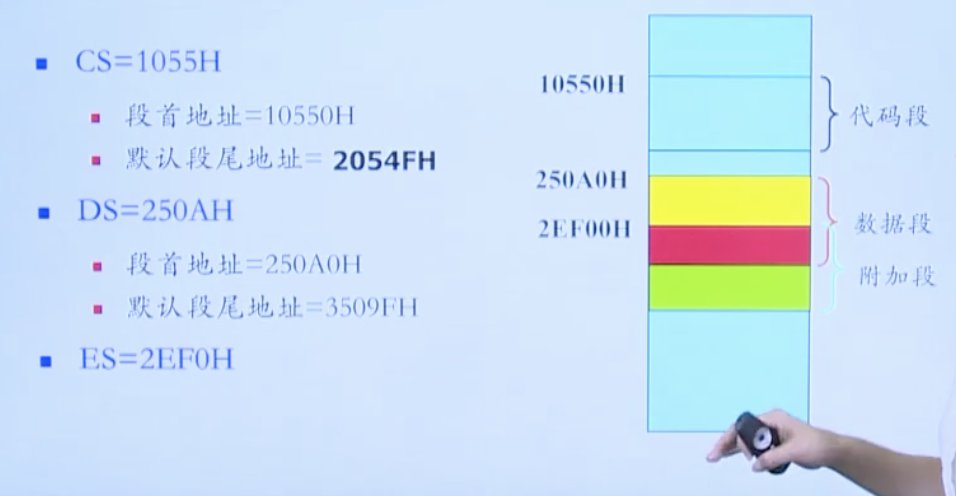 CS=1055H
段首地址=10550H
默认段尾地址= 2054FH
DS=250AH
段首地址=250A0H
默认段尾地址=3509FH
ES=2EF0H
10550H
代码段
250A0H
2EF00H
数据段
附加段